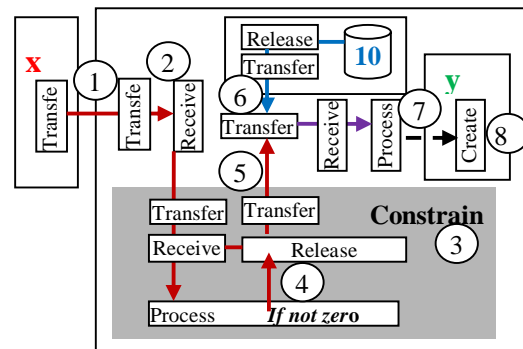 x
1
2
Transfe
Transfe
Receive
Release
Transfer
10
6
Transfer
Receive
Process
7
y
Create
8
5
Transfer
Transfer
Constrain
3
Receive
Release
4
Process
If not zero